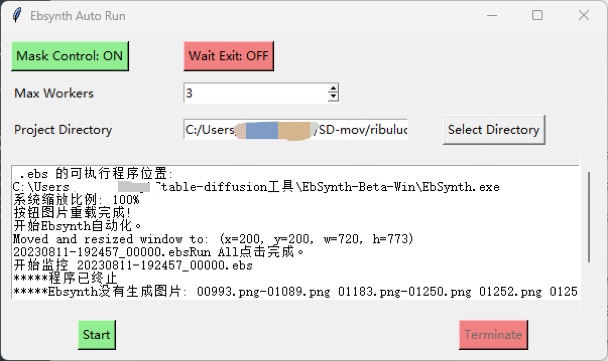 Ebsynth Auto Run
Mask Control: ON
Wait Exit: OFF
Max Workers
3
Project Directory
C:/Users /SD-mov/ribuluo
Select Directory
.ebs 的可执行程序位置:
C:\Users table-diffusion工具\EbSynth-Beta-Win\EbSynth.exe
系统缩放比例: 100%
按钮图片重载完成!
开始Ebsynth自动化。
Moved and resized window to: (x=200, y=200, w=720, h=773)
20230811-192457_00000.ebsRun All点击完成。
开始监控 20230811-192457_00000.ebs
*****程序已终止
*****Ebsynth没有生成图片: 00993.png-01089.png 01183.png-01250.png 01252.png 0125
Start
Terminate